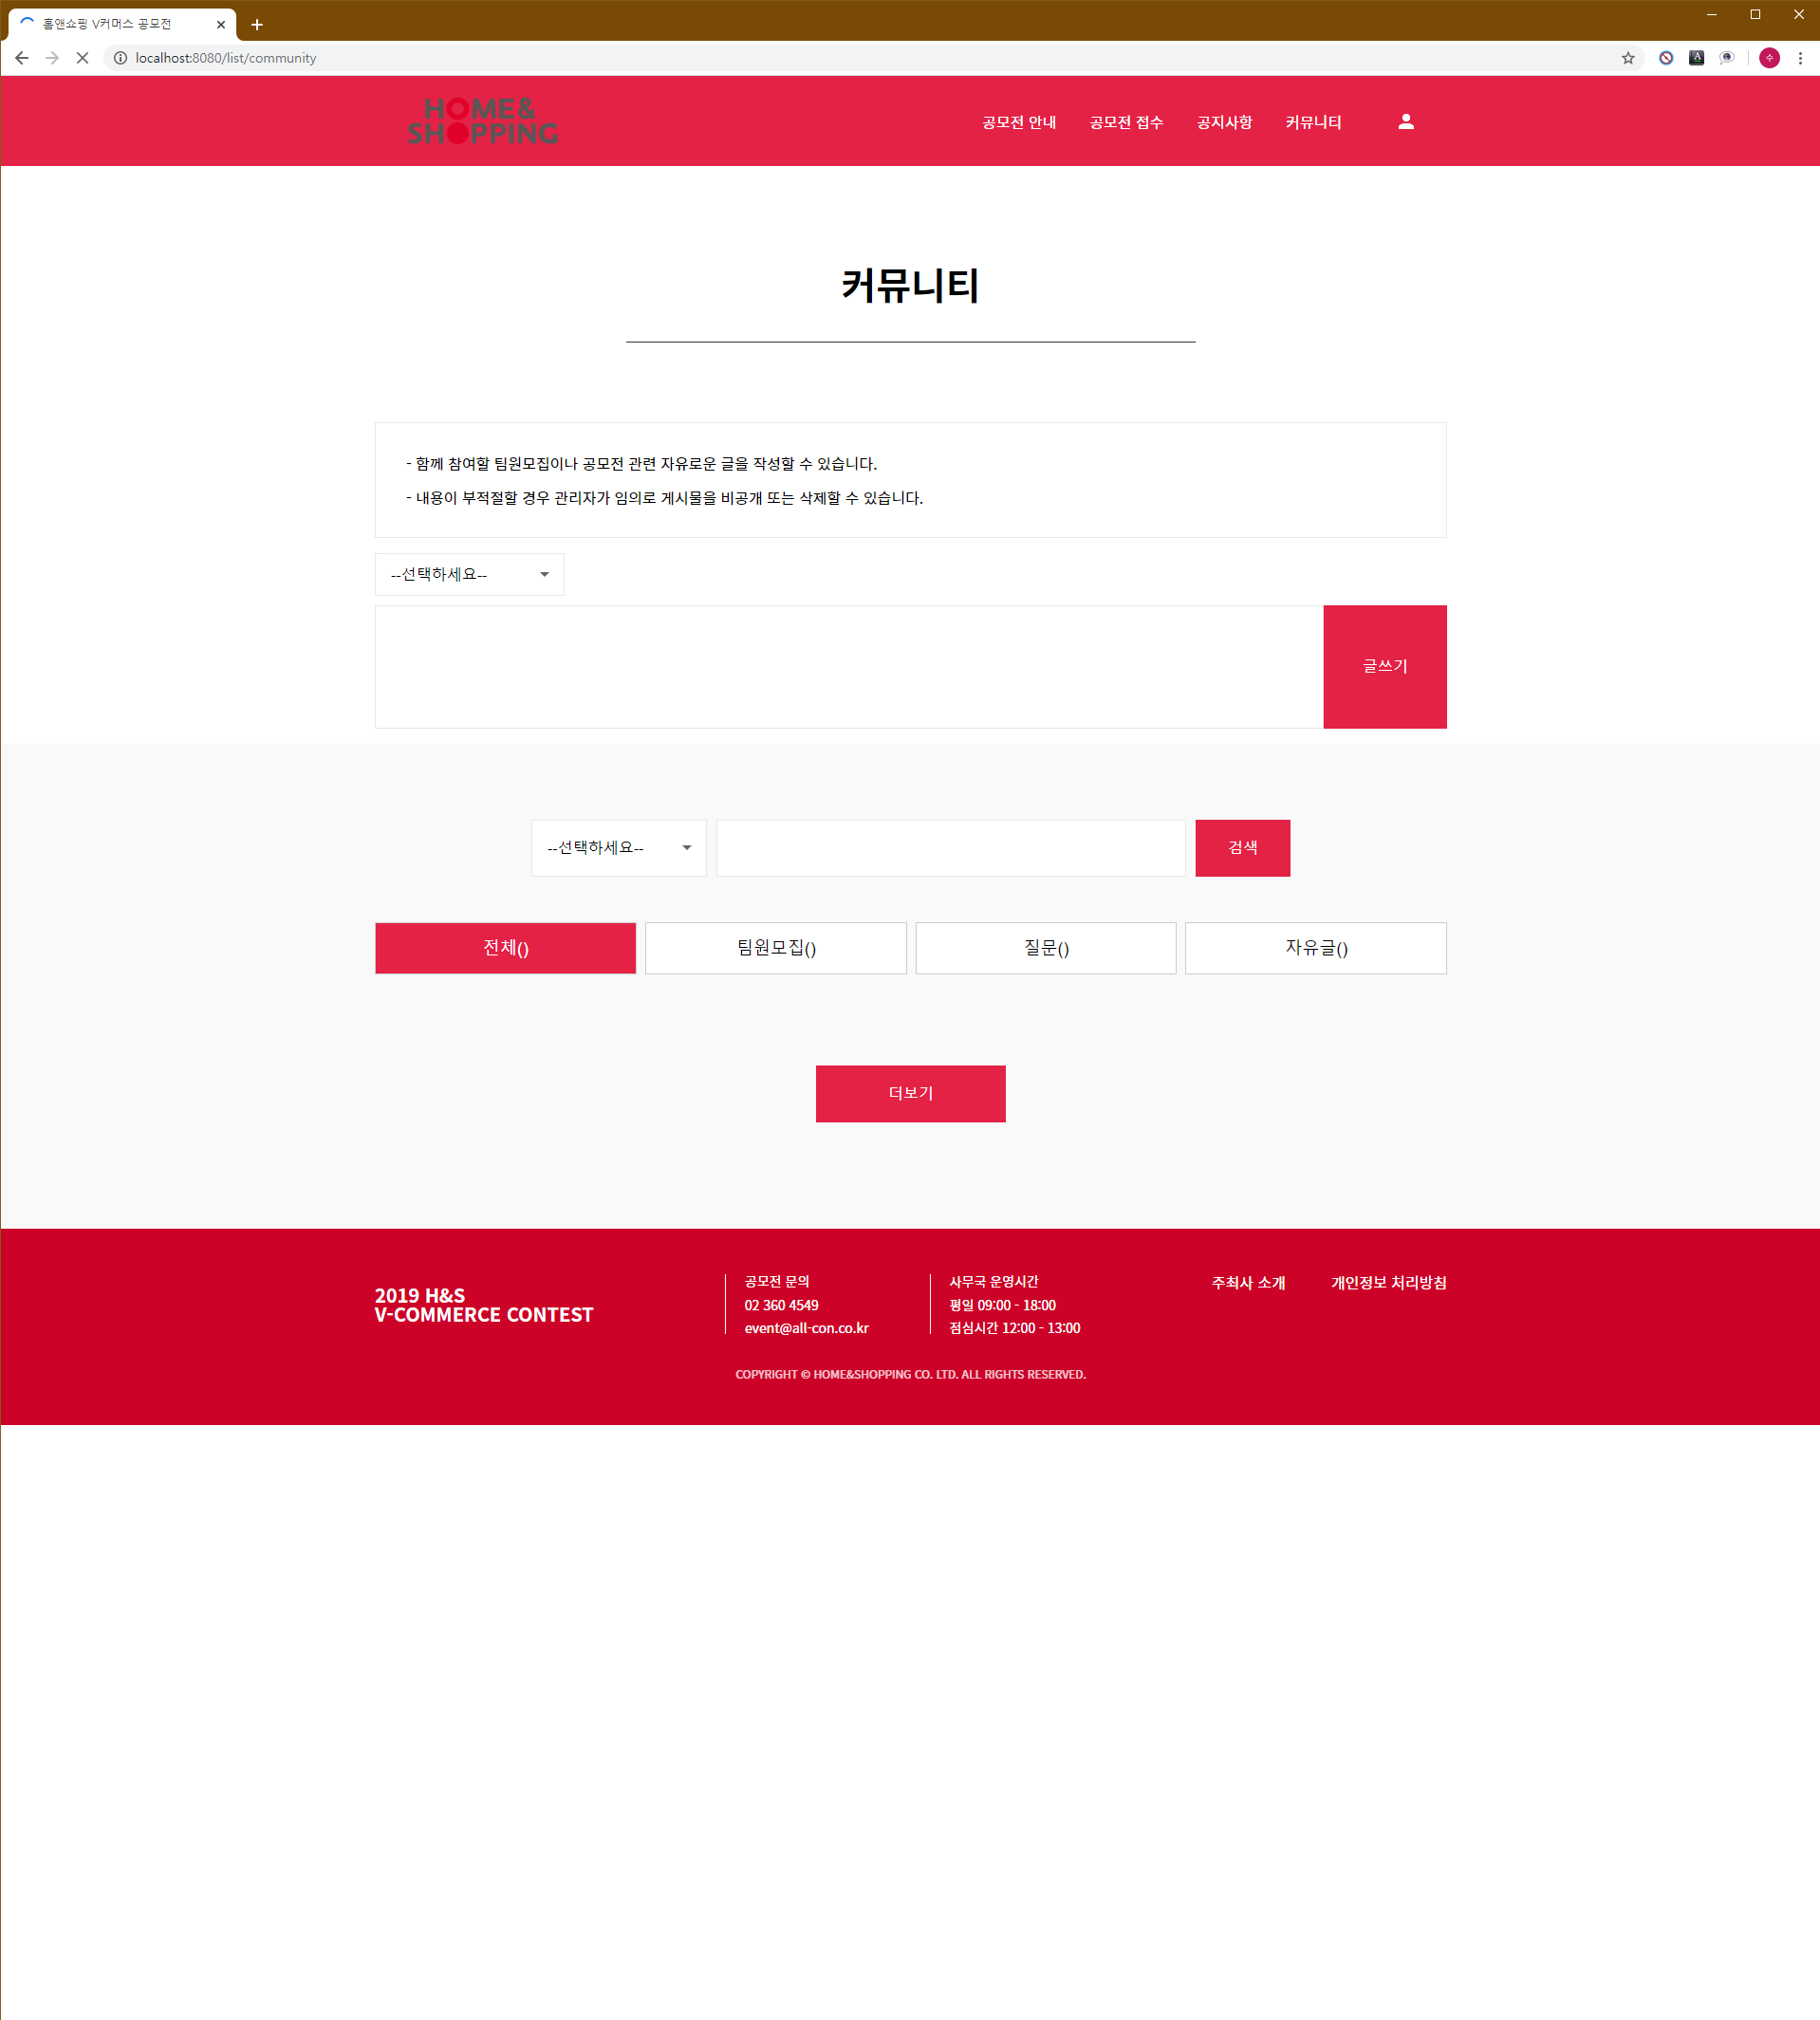 홈앤쇼핑 V커머스 공모전
localhost:8080/list/community
수
HOME&
SHOPPING
공모전 안내 공모전 접수 공지사항 커뮤니티
커뮤니티
- 함께 참여할 팀원모집이나 공모전 관련 자유로운 글을 작성할 수 있습니다.
- 내용이 부적절할 경우 관리자가 임의로 게시물을 비공개 또는 삭제할 수 있습니다.
--선택하세요--
글쓰기
--선택하세요-- 검색
전체() 팀원모집() 질문() 자유글()
더보기
2019 H&S
V-COMMERCE CONTEST
공모전 문의
02 360 4549
event@all-con.co.kr
사무국 운영시간
평일 09:00 - 18:00
점심시간 12:00 - 13:00
주최사 소개 개인정보 처리방침
COPYRIGHT © HOME&SHOPPING CO. LTD. ALL RIGHTS RESERVED.